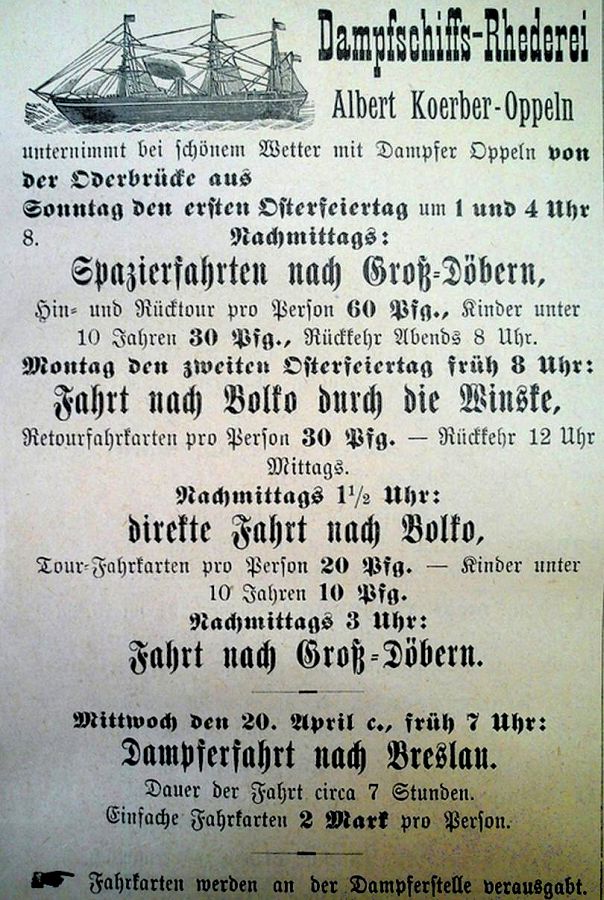 Dampfschiffs-Rhederei
Albert Koerber-Oppeln
unternimmt bei schönem Wetter mit Dampfer Oppeln von
der Oderbrücke aus
Sonntag den ersten Osterfeiertag um 1 und 4 Uhr
8. Nachmittags:
Spazierfahrten nach Groß-Döbern,
Hin- und Rücktour pro Person 60 Pfg., Kinder unter
10 Jahren 30 Pfg., Rückkehr Abends 8 Uhr.
Montag den zweiten Osterfeiertag früh 8 Uhr:
Fahrt nach Bolko durch die Winske,
Retourfahrkarten pro Person 30 Pfg. — Rückkehr 12 Uhr
Mittags.
Nachmittags 1½ Uhr:
direkte Fahrt nach Bolko,
Tour-Fahrkarten pro Person 20 Pfg. — Kinder unter
10 Jahren 10 Pfg.
Nachmittags 3 Uhr:
Fahrt nach Groß-Döbern.
Mittwoch den 20. April c., früh 7 Uhr:
Dampferfahrt nach Breslau.
Dauer der Fahrt circa 7 Stunden.
Einfache Fahrkarten 2 Mark pro Person.
Fahrkarten werden an der Dampferstelle verausgabt.